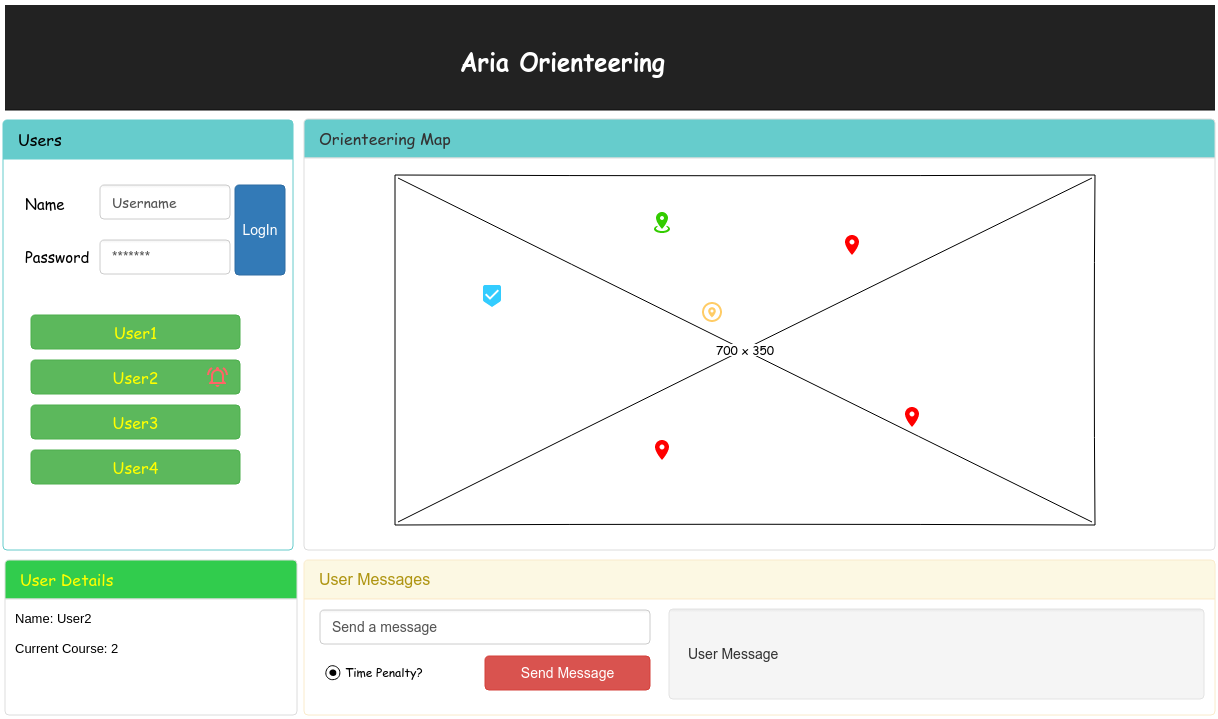 Aria Orienteering
Users
Name
Username
LogIn
Password
*******
User1
User2
User3
User4
Orienteering Map
700 x 350
User Details
Name: User2
Current Course: 2
User Messages
Send a message
Time Penalty?
Send Message
User Message